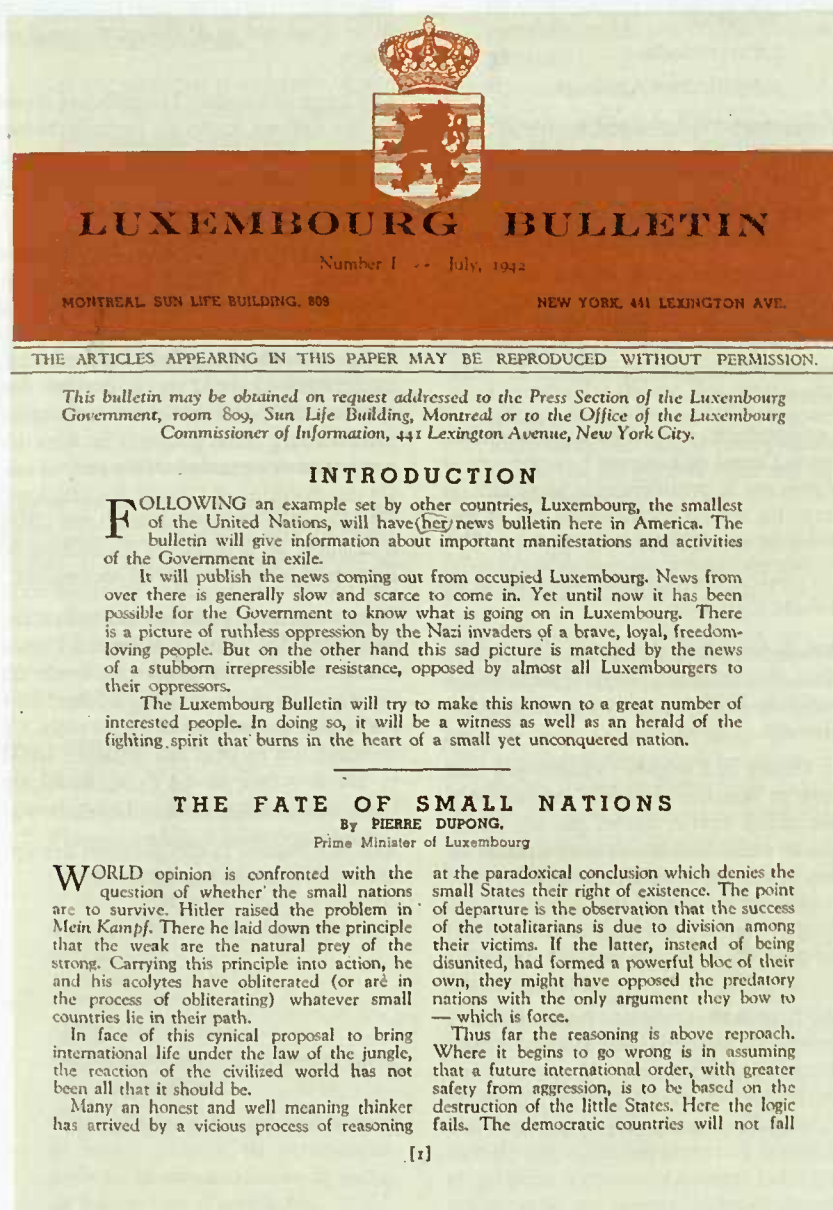 LUXEMBOURG BULLETIN
Number I -- July, 1942
MONTREAL. SUN LIFE BUILDING, 809 NEW YORK. 441 LEXINGTON AVE.
THE ARTICLES APPEARING IN THIS PAPER MAY BE REPRODUCED WITHOUT PERMISSION.
This bulletin may be obtained on request addressed to the Press Section of the Luxembourg
Government, room 809, Sun Life Building, Montreal or to the Office of the Luxembourg
Commissioner of Information, 441 Lexington Avenue, New York City.
INTRODUCTION
FOLLOWING an example set by other countries, Luxembourg, the smallest
of the United Nations, will have her news bulletin here in America. The
bulletin will give information about important manifestations and activities
of the Government in exile.
It will publish the news coming out from occupied Luxembourg. News from
over there is generally slow and scarce to come in. Yet until now it has been
possible for the Government to know what is going on in Luxembourg. There
is a picture of ruthless oppression by the Nazi invaders of a brave, loyal, freedom-
loving people. But on the other hand this sad picture is matched by the news
of a stubborn irrepressible resistance, opposed by almost all Luxembourgers to
their oppressors.
The Luxembourg Bulletin will try to make this known to a great number of
interested people. In doing so, it will be a witness as well as an herald of the
fighting spirit that burns in the heart of a small yet unconquered nation.
THE FATE OF SMALL NATIONS
By PIERRE DUPONG,
Prime Minister of Luxembourg
WORLD opinion is confronted with the
question of whether the small nations
are to survive. Hitler raised the problem in
Mein Kampf. There he laid down the principle
that the weak are the natural prey of the
strong. Carrying this principle into action, he
and his acolytes have obliterated (or are in
the process of obliterating) whatever small
countries lie in their path.
In face of this cynical proposal to bring
international life under the law of the jungle,
the reaction of the civilized world has not
been all that it should be.
Many an honest and well meaning thinker
has arrived by a vicious process of reasoning
at the paradoxical conclusion which denies the
small States their right of existence. The point
of departure is the observation that the success
of the totalitarians is due to division among
their victims. If the latter, instead of being
disunited, had formed a powerful bloc of their
own, they might have opposed the predatory
nations with the only argument they bow to
— which is force.
Thus far the reasoning is above reproach.
Where it begins to go wrong is in assuming
that a future international order, with greater
safety from aggression, is to be based on the
destruction of the little States. Here the logic
fails. The democratic countries will not fall
[1]